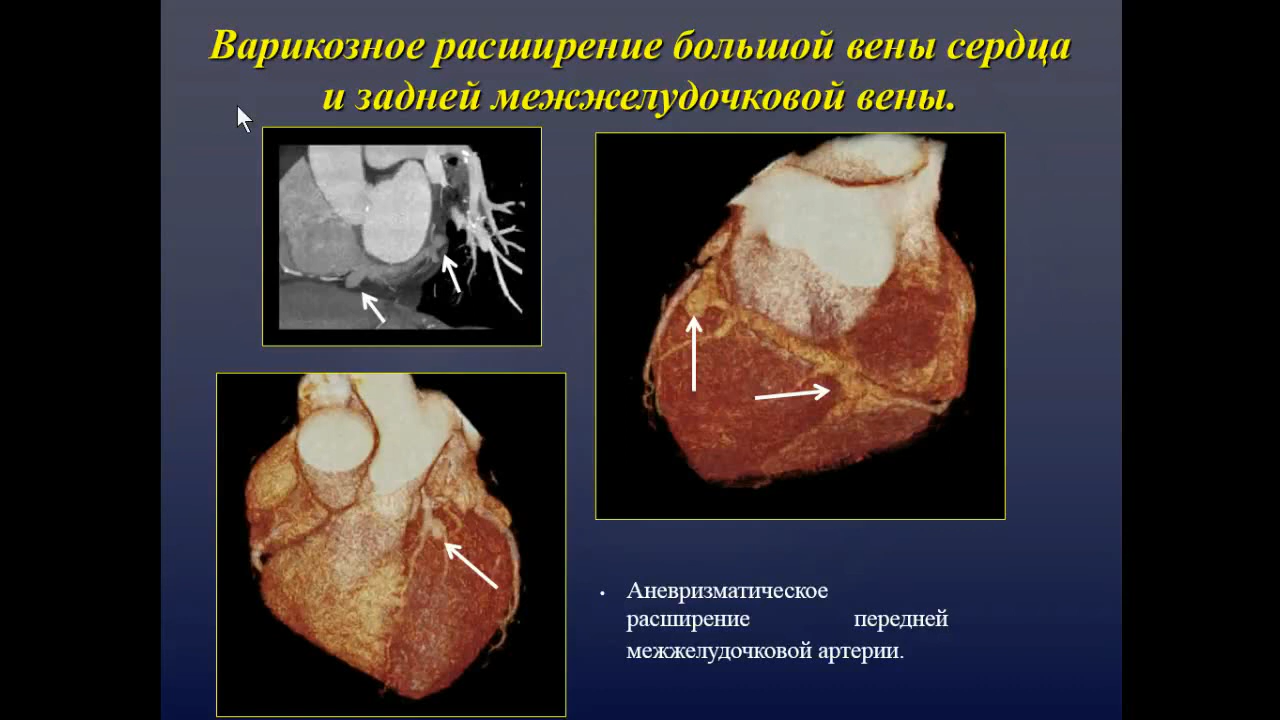 Варикозное расширение большой вены сердца
и задней межжелудочковой вены.
• Аневризматическое
расширение передней
межжелудочковой артерии.